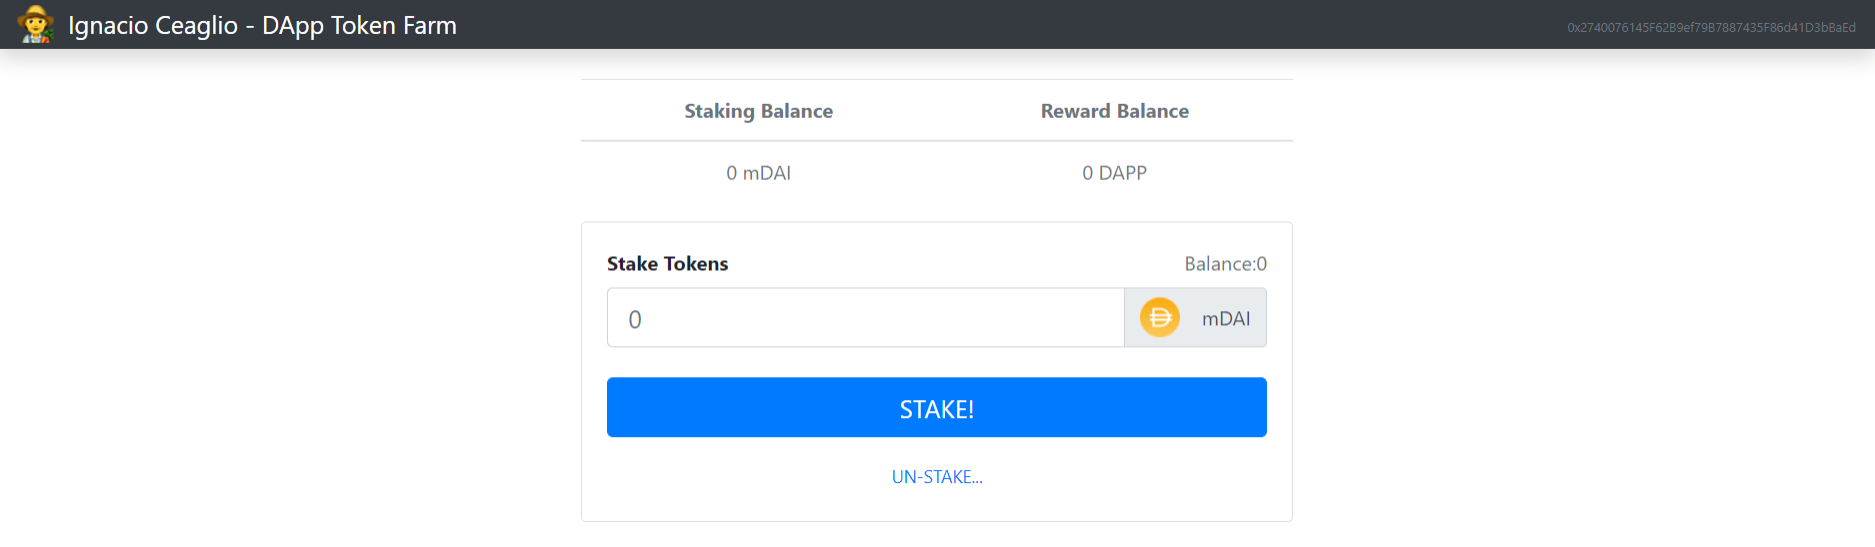 Ignacio Ceaglio - DApp Token Farm
0x2740076145F62B9ef79B7887435F86d41D3bBaEd
Staking Balance Reward Balance
0 mDAI 0 DAPP
Stake Tokens Balance:0
0 mDAI
STAKE!
UN-STAKE...